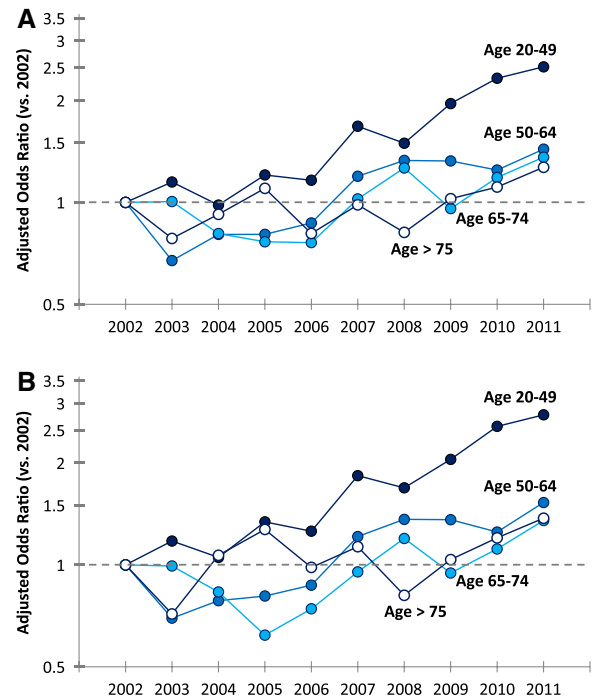 A
3.5
3
2.5
2
1.5
1
0.5
Adjusted Odds Ratio (vs. 2002)
Age 20-49
Age 50-64
Age 65-74
Age > 75
2002 2003 2004 2005 2006 2007 2008 2009 2010 2011
B
3.5
3
2.5
2
1.5
1
0.5
Adjusted Odds Ratio (vs. 2002)
Age 20-49
Age 50-64
Age 65-74
Age > 75
2002 2003 2004 2005 2006 2007 2008 2009 2010 2011